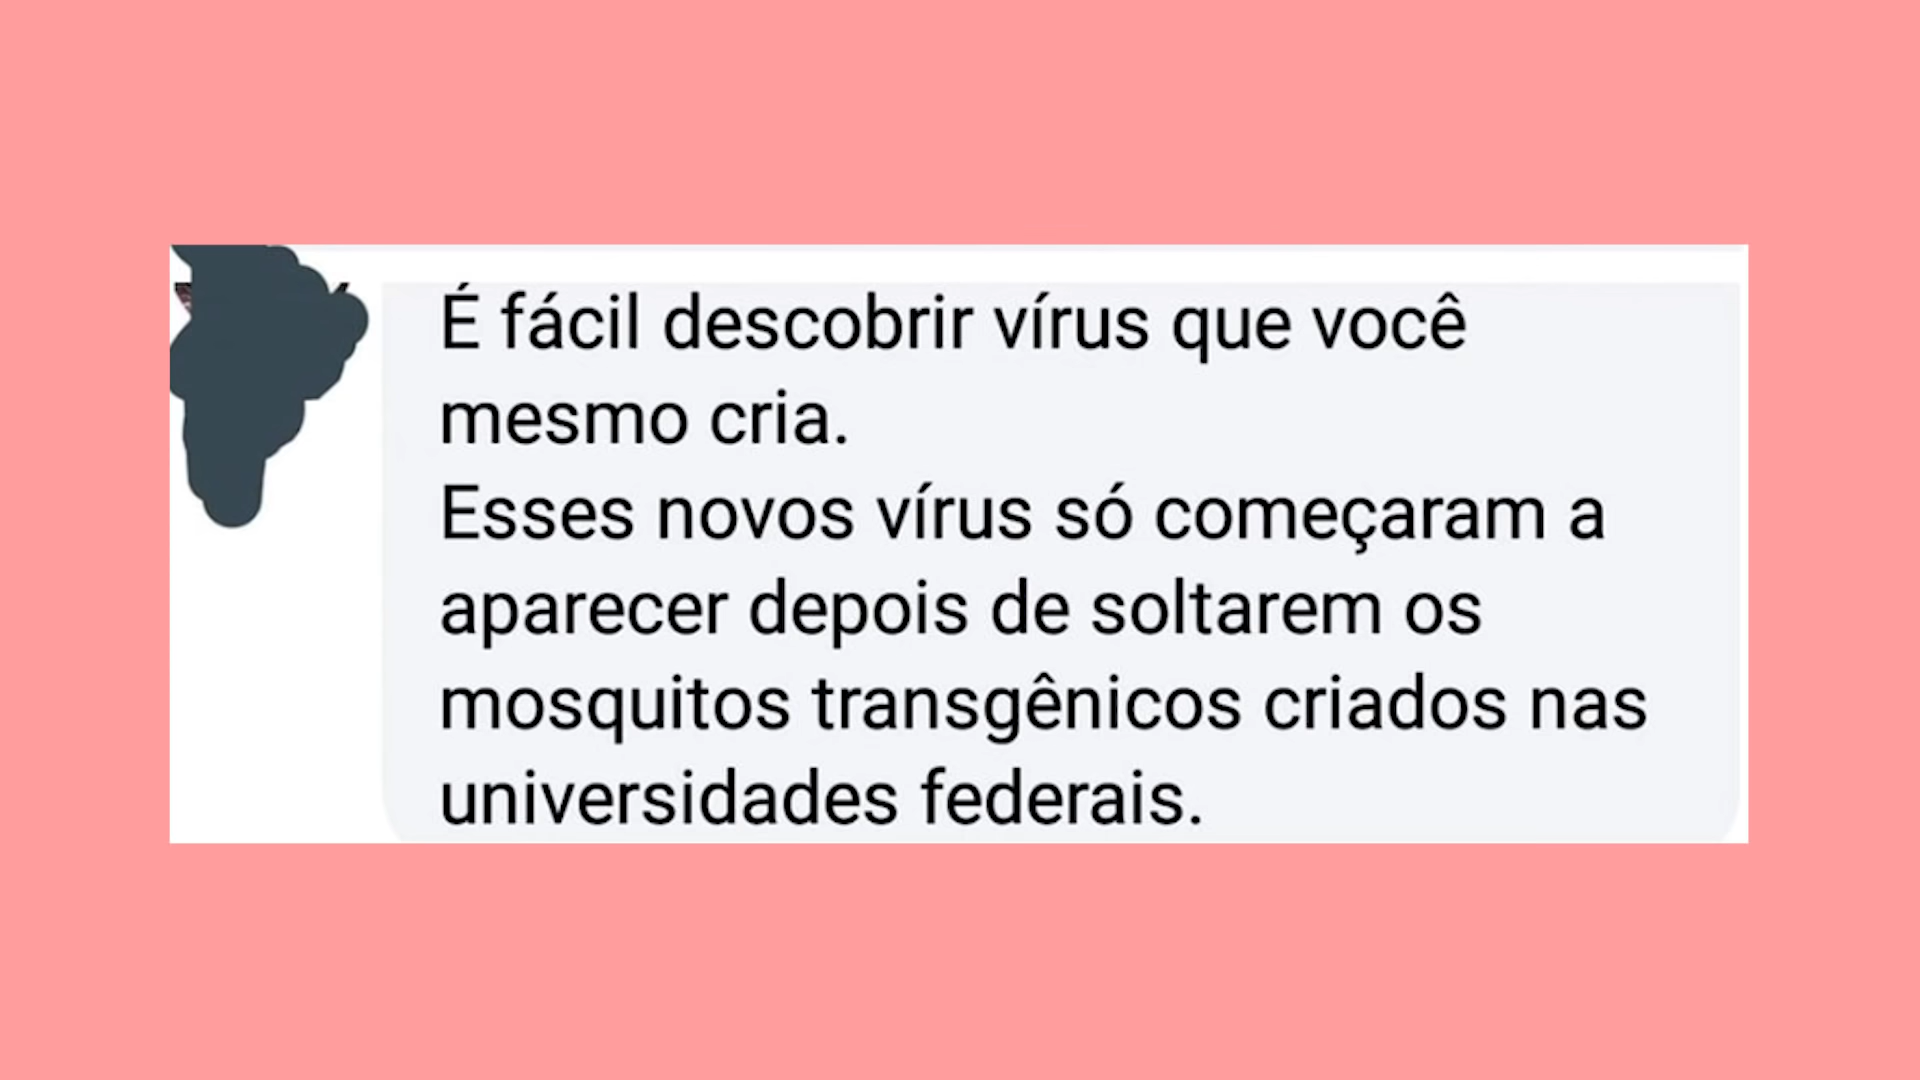 É fácil descobrir vírus que você
mesmo cria.
Esses novos vírus só começaram a
aparecer depois de soltarem os
mosquitos transgênicos criados nas
universidades federais.